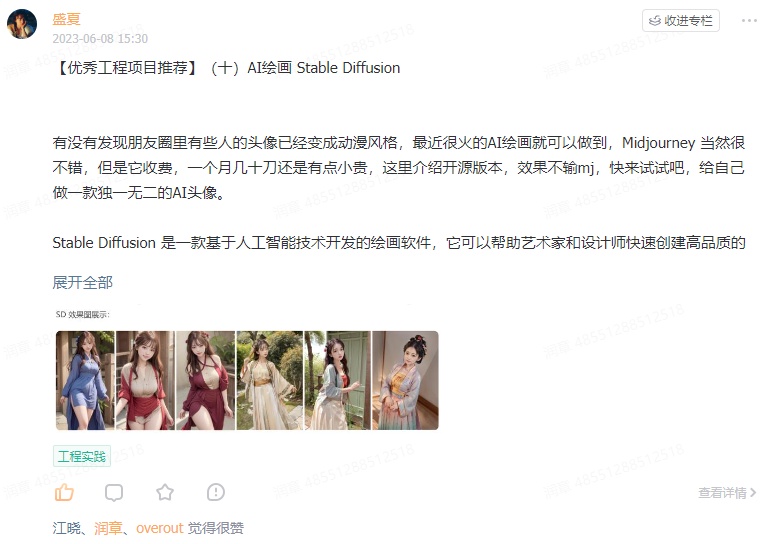 盛夏
收进专栏
2023-06-08 15:30
【优秀工程项目推荐】（十）AI绘画 Stable Diffusion
有没有发现朋友圈里有些人的头像已经变成动漫风格，最近很火的AI绘画就可以做到，Midjourney 当然很
不错，但是它收费，一个月几十刀还是有点小贵，这里介绍开源版本，效果不输mj，快来试试吧，给自己
做一款独一无二的AI头像。
Stable Diffusion 是一款基于人工智能技术开发的绘画软件，它可以帮助艺术家和设计师快速创建高品质的
展开全部
SD 效果图展示：
工程实践
查看详情
江晓、润章、overout 觉得很赞